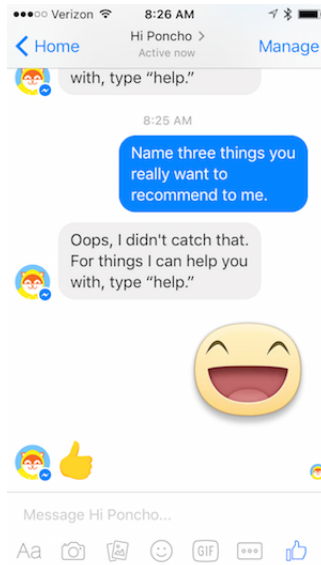 Verizon 8:26 AM
Home
Hi Poncho >
Active now
Manage
with, type “help.”
8:25 AM
Name three things you
really want to
recommend to me.
Oops, I didn't catch that.
For things I can help you
with, type “help.”
Message Hi Poncho...
Aa
GIF